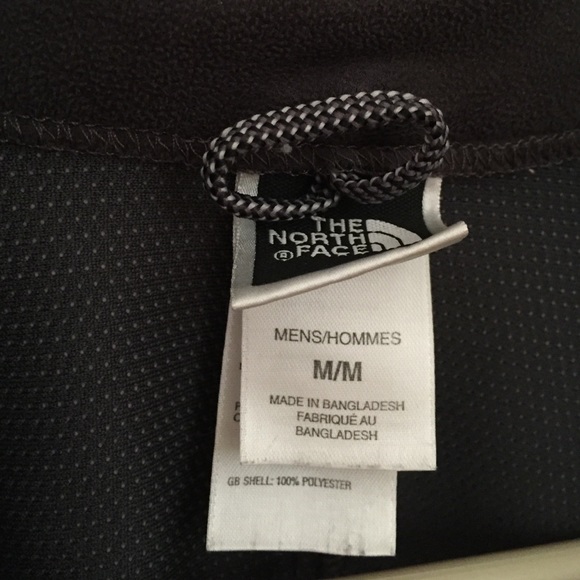 THE
NORTH
FACE
®
MENS/HOMMES
M/M
MADE IN BANGLADESH
FABRIQUÉ AU
BANGLADESH
GB SHELL: 100% POLYESTER